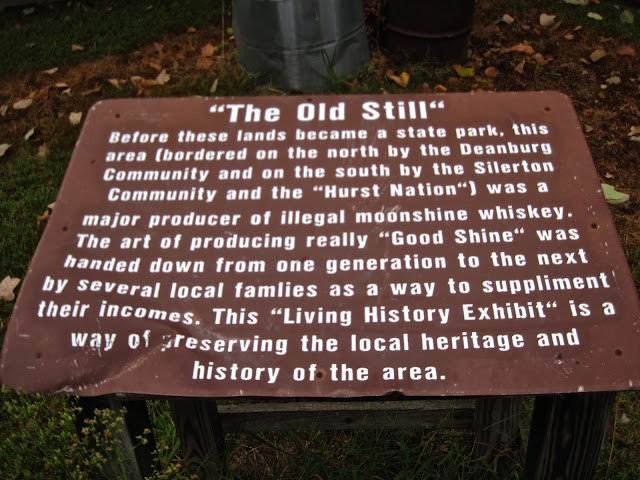 "The Old Still"
Before these lands became a state park, this
area (bordered on the north by the Deanburg
Community and on the south by the Silerton
Community and the "Hurst Nation") was a
major producer of illegal moonshine whiskey.
The art of producing really "Good Shine" was
handed down from one generation to the next
by several local famlies as a way to suppliment
their incomes. This "Living History Exhibit" is a
way of preserving the local heritage and
history of the area.